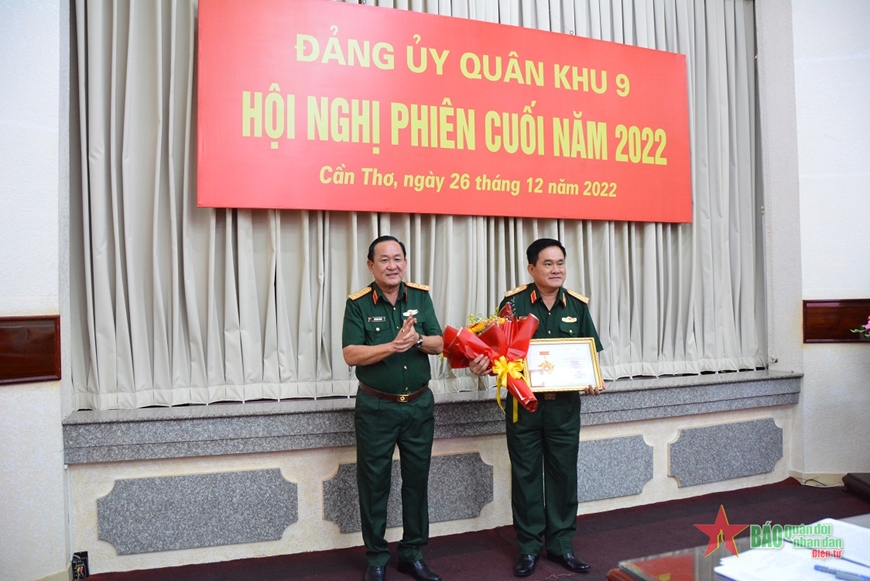 ĐẢNG ỦY QUÂN KHU 9
HỘI NGHỊ PHIÊN CUỐI NĂM 2022
Cần Thơ, ngày 26 tháng 12 năm 2022
BÁO quân đội
nhân dân
Điện tử